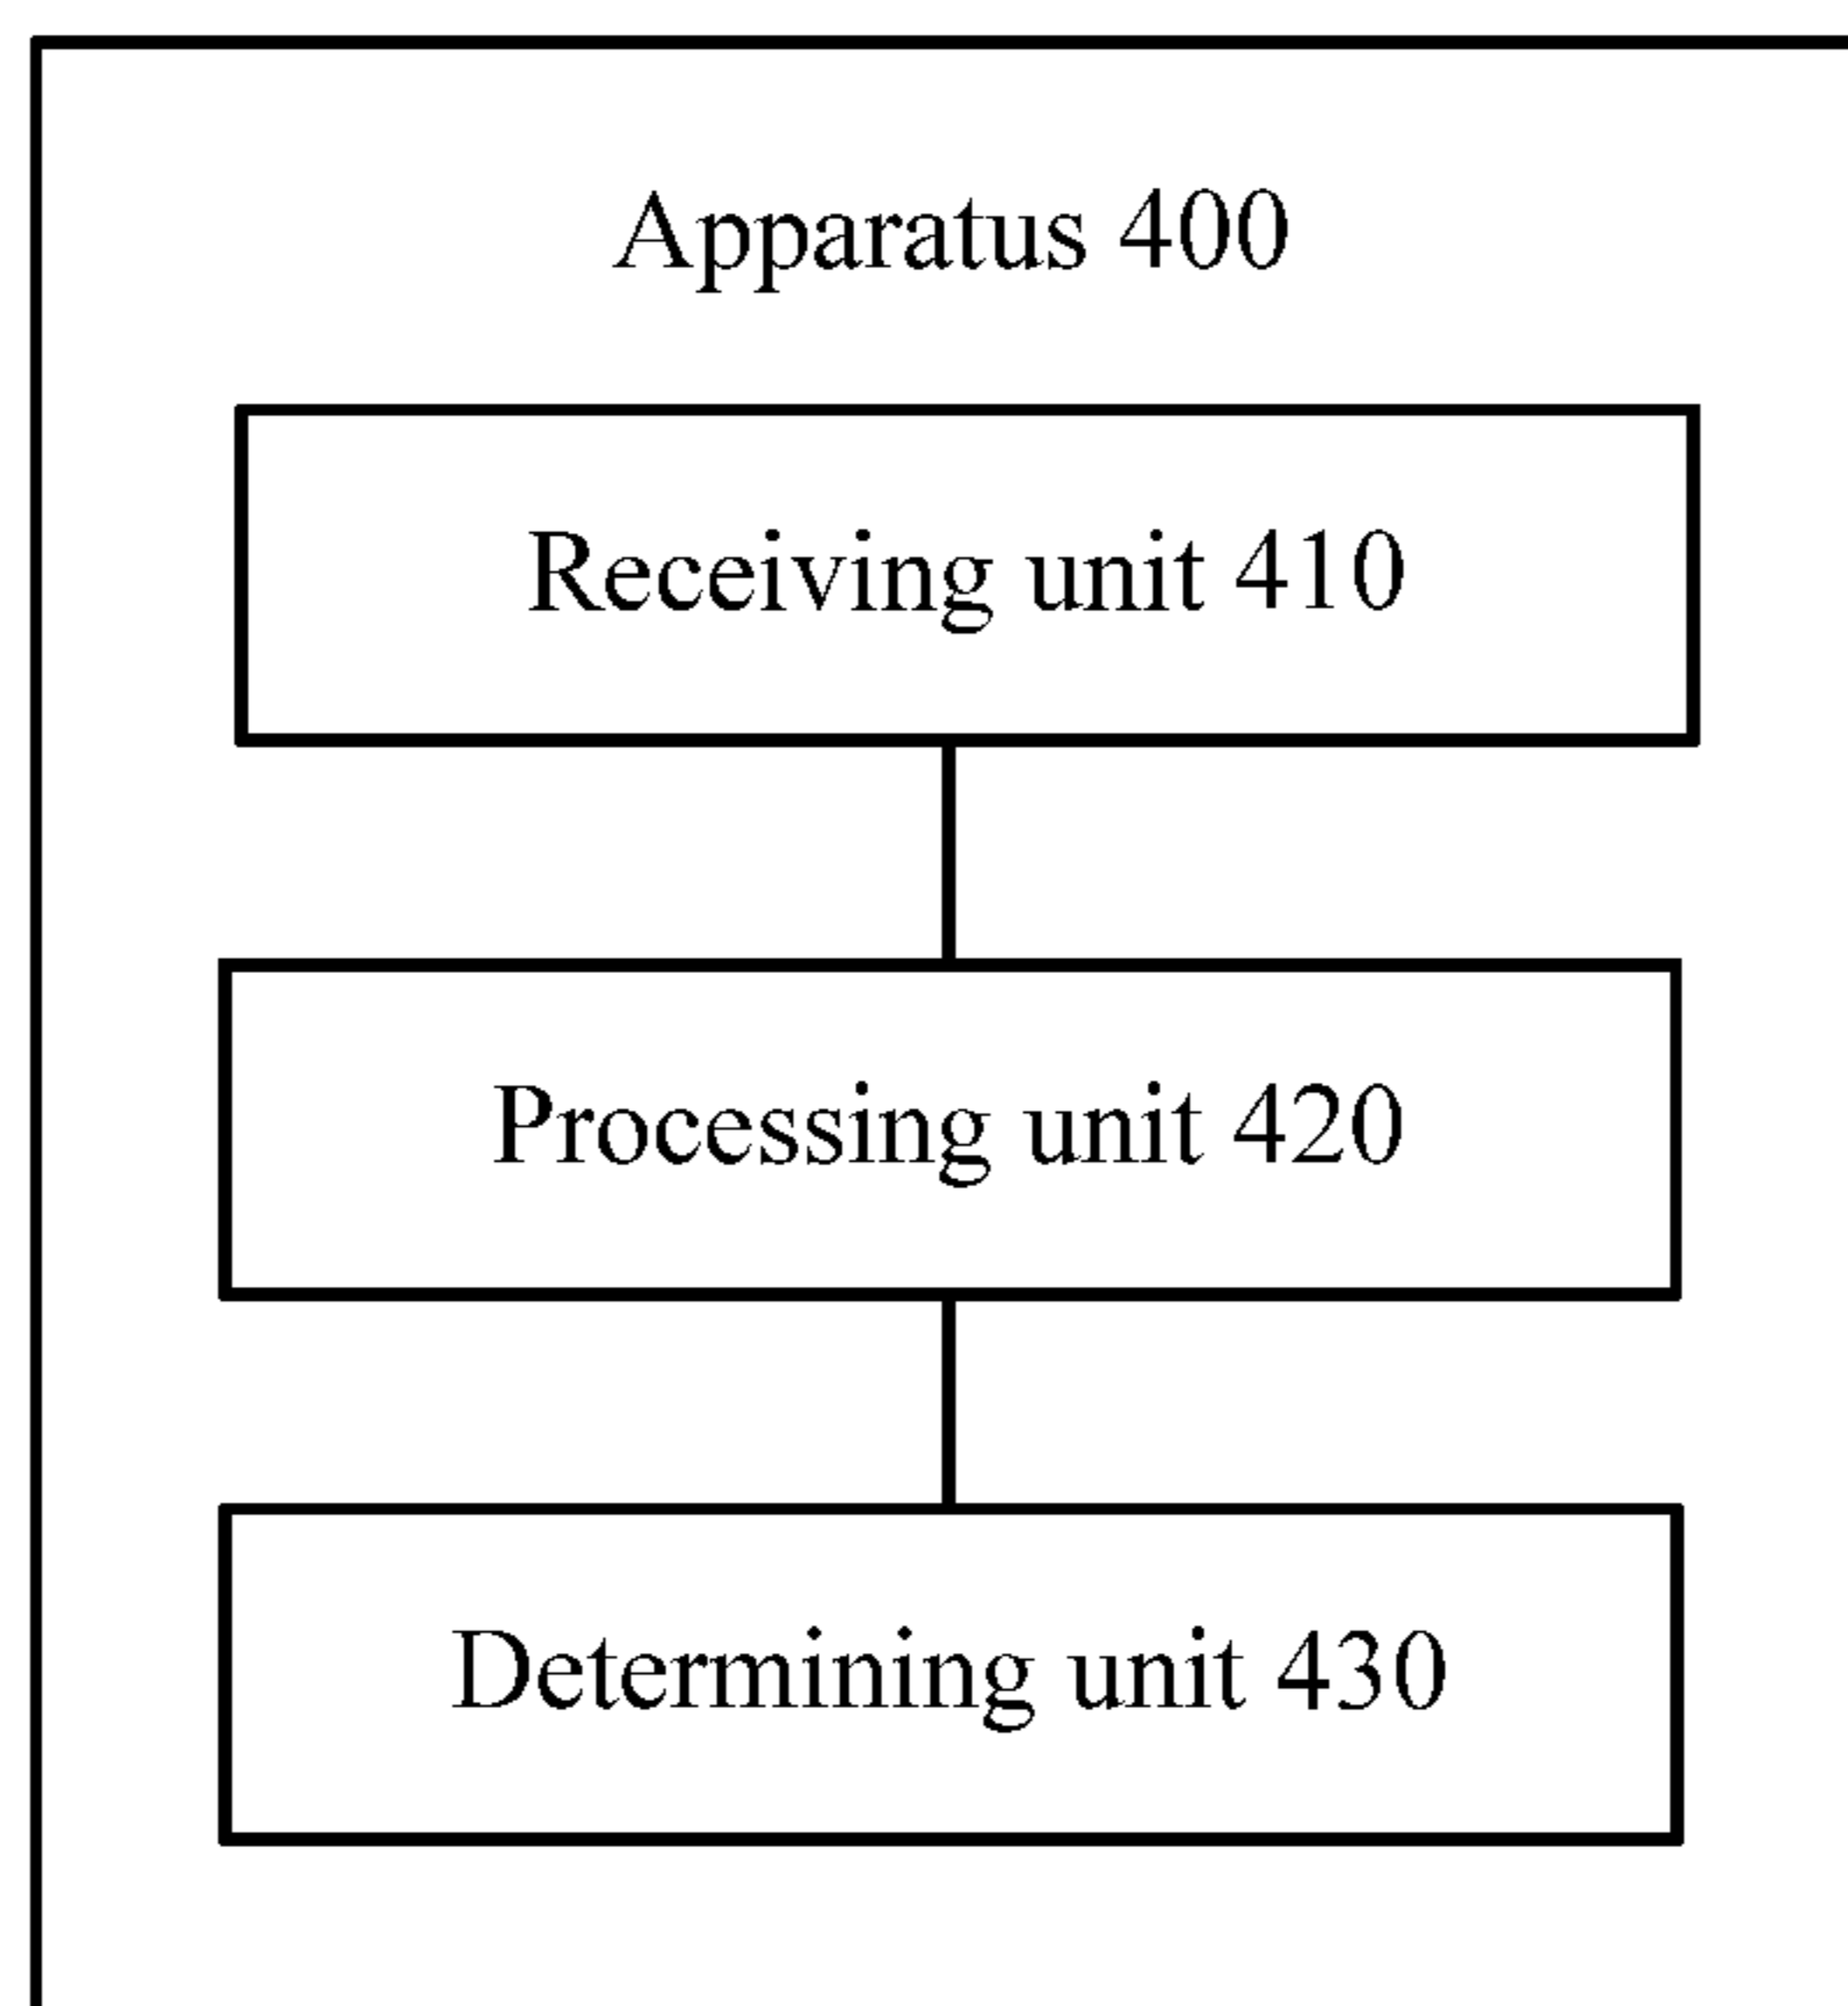 Apparatus 400
Receiving unit 410
Processing unit 420
Determining unit 430